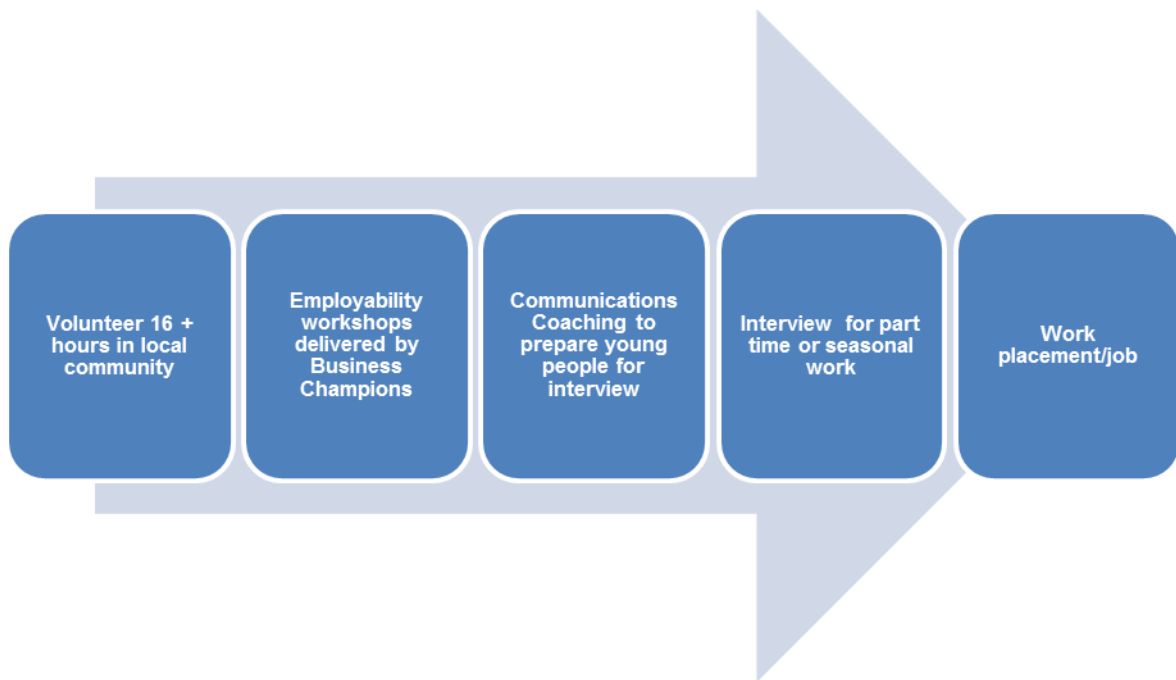 Volunteer 16 +
hours in local
community
Employability
workshops
delivered by
Business
Champions
Communications
Coaching to
prepare young
people for
interview
Interview for part
time or seasonal
work
Work
placement/job